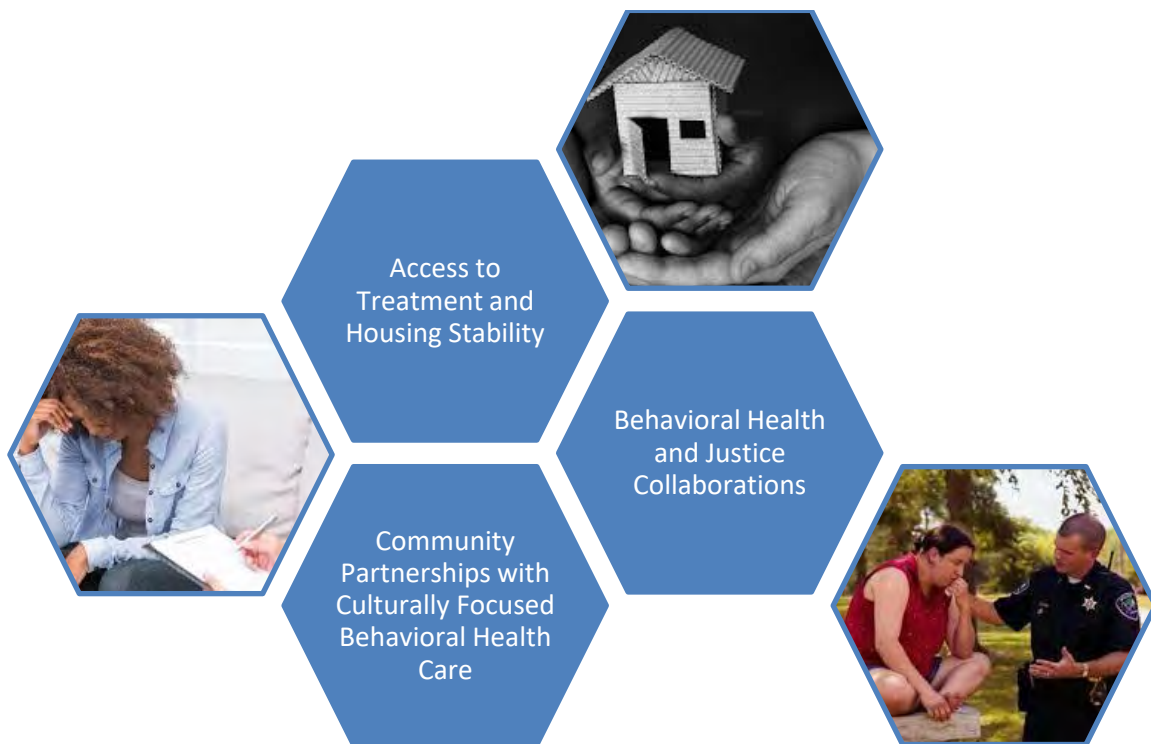 Access to
Treatment and
Housing Stability
Behavioral Health
and Justice
Collaborations
Community
Partnerships with
Culturally Focused
Behavioral Health
Care